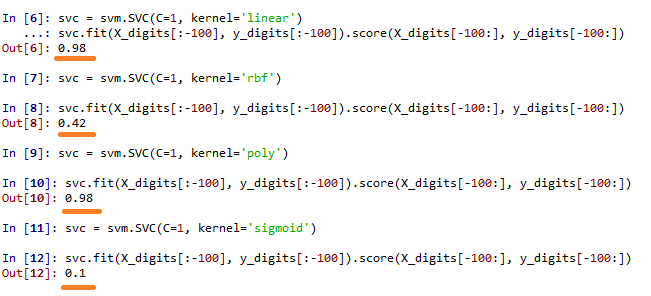 In [6]: svc = svm.SVC(C=1, kernel='linear')
...: svc.fit(X_digits[:-100], y_digits[:-100]).score(X_digits[-100:], y_digits[-100:])
Out[6]: 0.98
In [7]: svc = svm.SVC(C=1, kernel='rbf')
In [8]: svc.fit(X_digits[:-100], y_digits[:-100]).score(X_digits[-100:], y_digits[-100:])
Out[8]: 0.42
In [9]: svc = svm.SVC(C=1, kernel='poly')
In [10]: svc.fit(X_digits[:-100], y_digits[:-100]).score(X_digits[-100:], y_digits[-100:])
Out[10]: 0.98
In [11]: svc = svm.SVC(C=1, kernel='sigmoid')
In [12]: svc.fit(X_digits[:-100], y_digits[:-100]).score(X_digits[-100:], y_digits[-100:])
Out[12]: 0.1